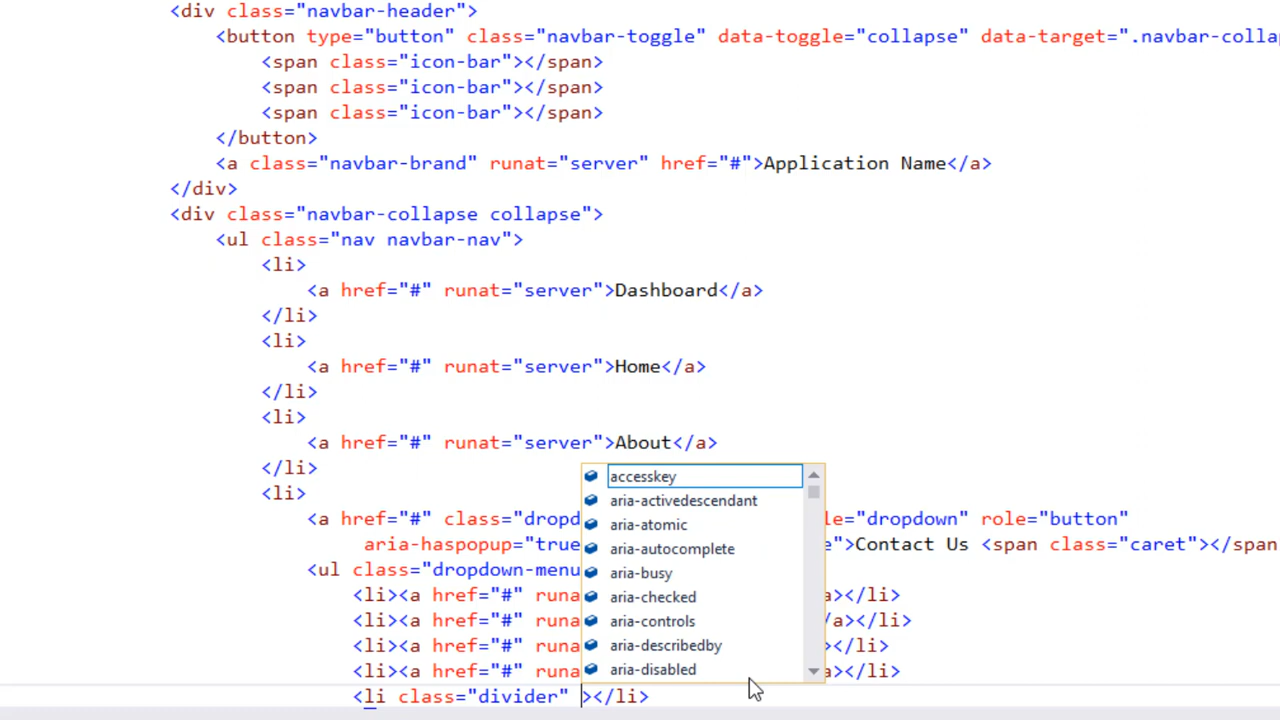 <div class="navbar-header">
<button type="button" class="navbar-toggle" data-toggle="collapse" data-target=".navbar-colla
<span class="icon-bar"></span>
<span class="icon-bar"></span>
<span class="icon-bar"></span>
</button>
<a class="navbar-brand" runat="server" href="#">Application Name</a>
</div>
<div class="navbar-collapse collapse">
<ul class="nav navbar-nav">
<li>
<a href="#" runat="server">Dashboard</a>
</li>
<li>
<a href="#" runat="server">Home</a>
</li>
<li>
<a href="#" runat="server">About</a>
</li>
<li>
<a href="#" class="dropd le="dropdown" role="button"
aria-haspopup="true e">Contact Us <span class="caret"></span
<ul class="dropdown-menu
<li><a href="#" runa a></li>
<li><a href="#" runa /a></li>
<li><a href="#" runa ></li>
<li><a href="#" runa a></li>
<li class="divider" ></li>
accesskey
aria-activedescendant
aria-atomic
aria-autocomplete
aria-busy
aria-checked
aria-controls
aria-describedby
aria-disabled